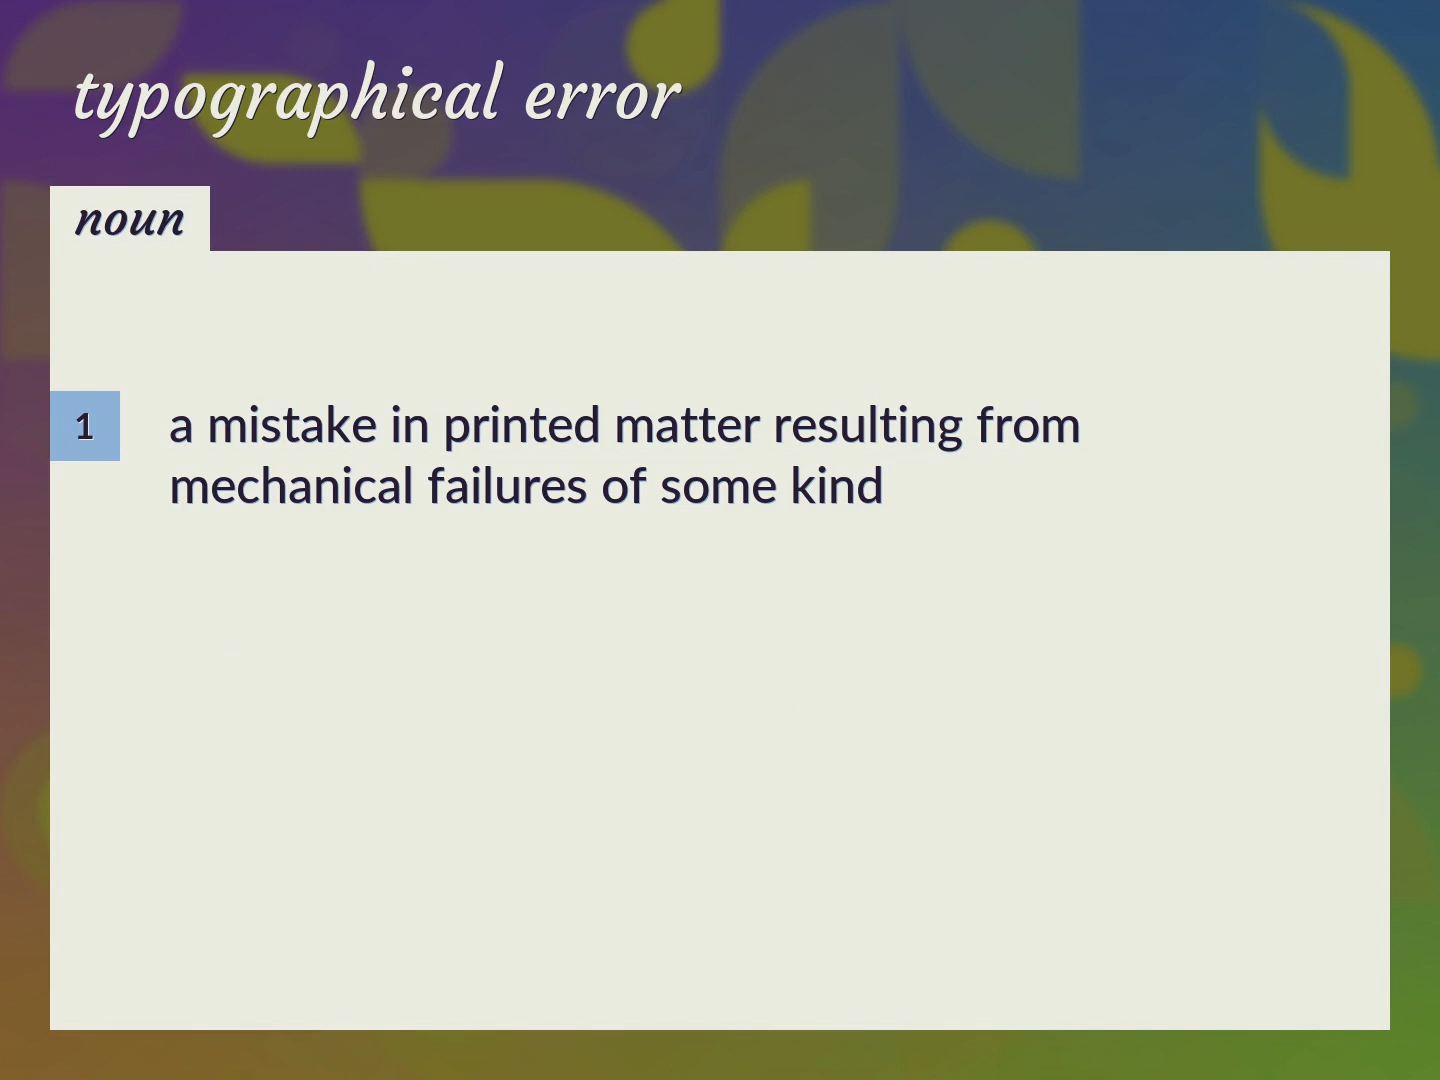 typographical error
noun
1
a mistake in printed matter resulting from
mechanical failures of some kind